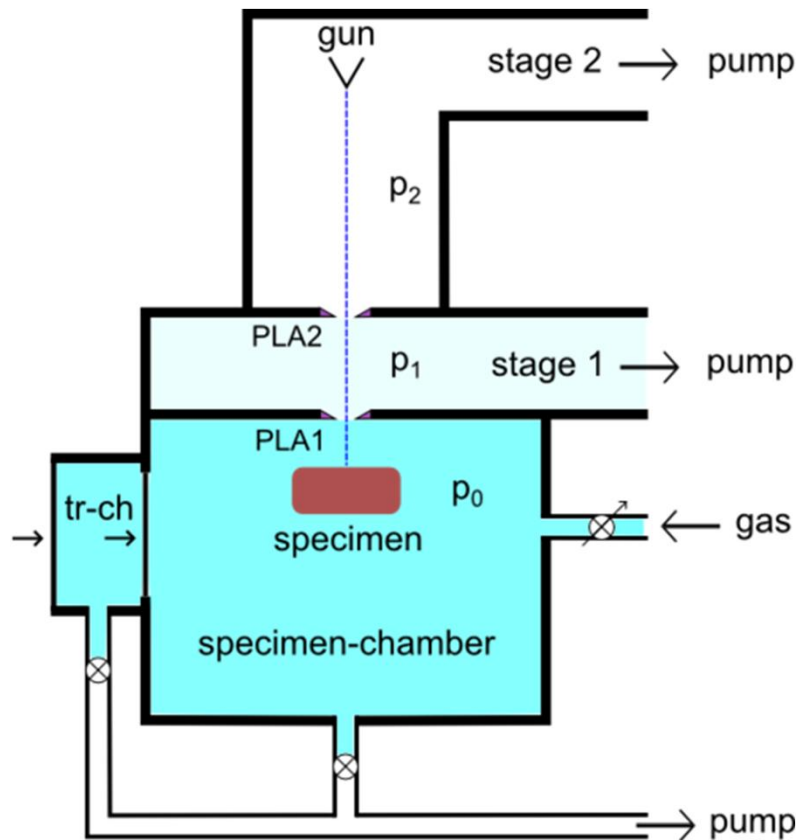 gun
stage 2
pump
p₂
PLA2
p₁
stage 1
pump
PLA1
tr-ch
p₀
gas
specimen
specimen-chamber
pump